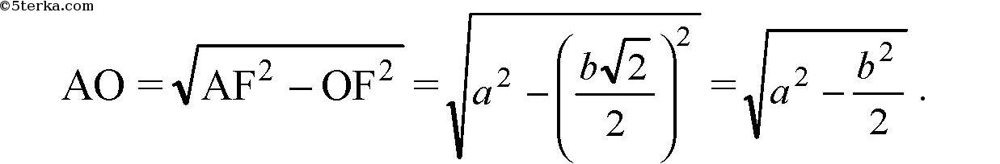 ©5terka.com
AO = √(AF² − OF²) = √(a² − (b√2/2)²) = √(a² − b²/2) .